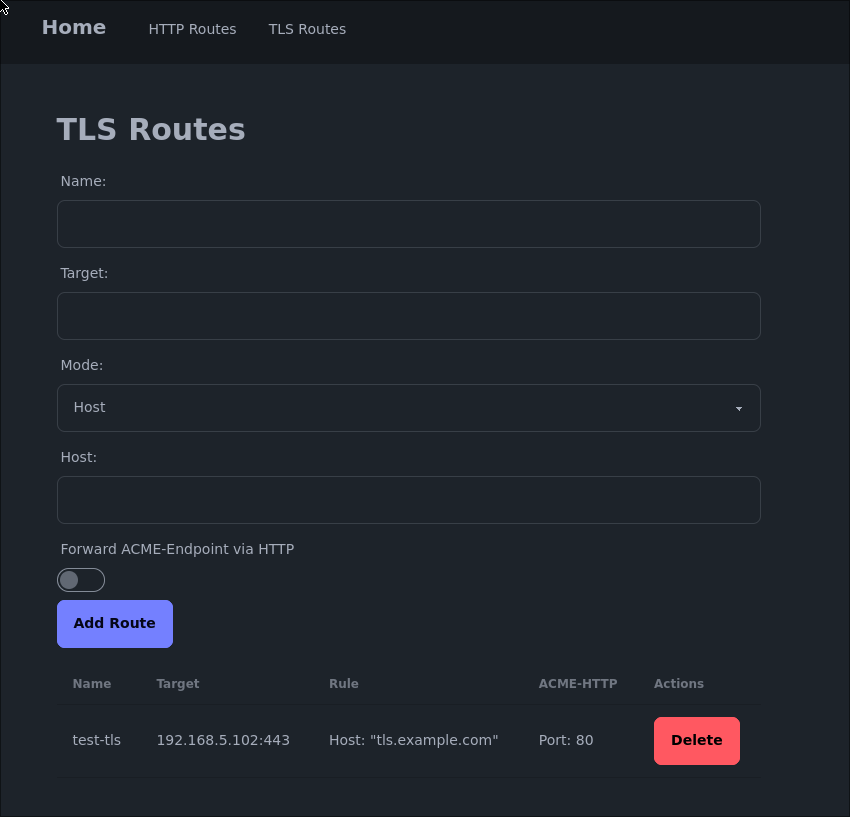 Home HTTP Routes TLS Routes
TLS Routes
Name:
Target:
Mode:
Host
Host:
Forward ACME-Endpoint via HTTP
Add Route
Name Target Rule ACME-HTTP Actions
test-tls 192.168.5.102:443 Host: "tls.example.com" Port: 80 Delete